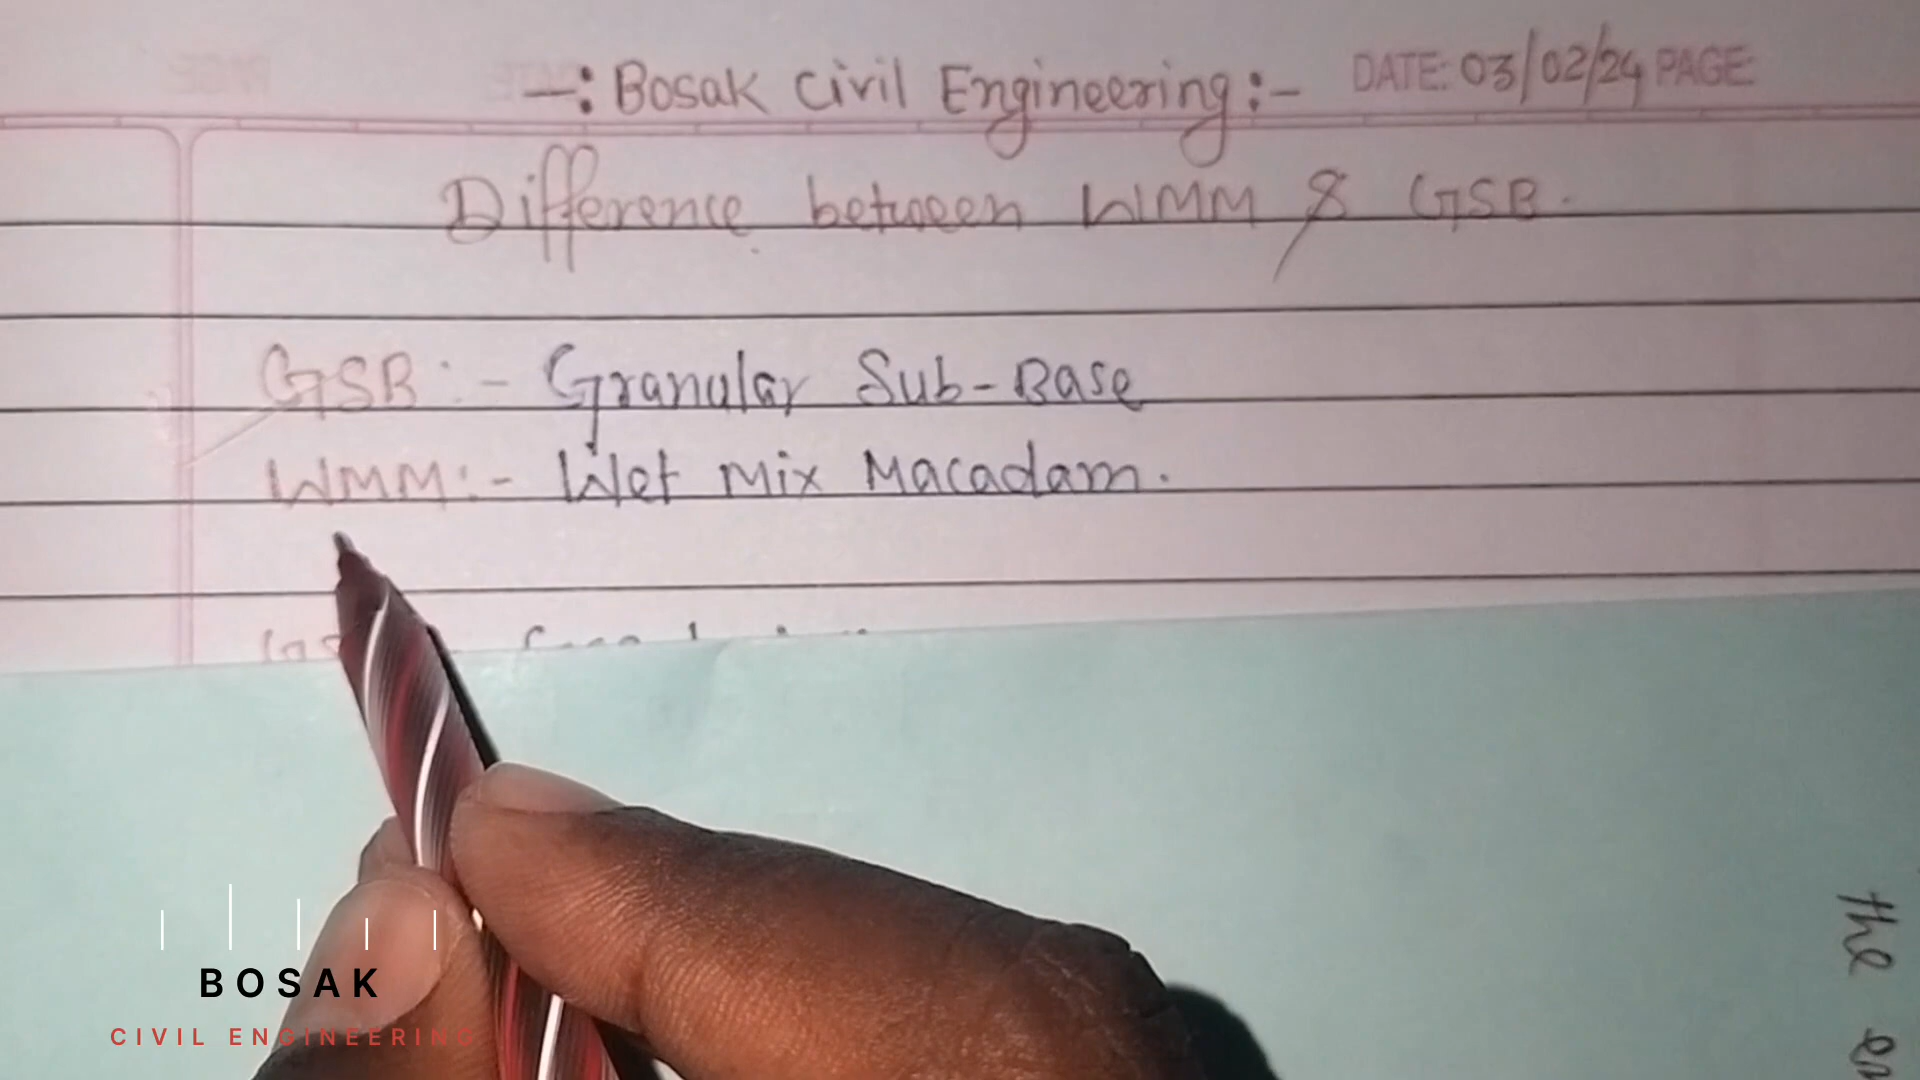 -: Bosak Civil Engineering :-
DATE: 03/02/24 PAGE:
Difference between WMM & GSB.
GSB :- Granular Sub-Base
WMM :- Wet Mix Macadam.
the
BOSAK
CIVIL ENGINEERING